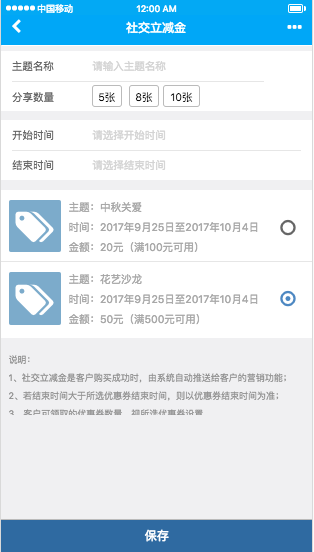 中国移动 12:00 AM
社交立减金
主题名称 请输入主题名称
分享数量 5张 8张 10张
开始时间 请选择开始时间
结束时间 请选择结束时间
主题：中秋关爱
时间：2017年9月25日至2017年10月4日
金额：20元（满100元可用）
主题：花艺沙龙
时间：2017年9月25日至2017年10月4日
金额：50元（满500元可用）
说明：
1、社交立减金是客户购买成功时，由系统自动推送给客户的营销功能；
2、若结束时间大于所选优惠券结束时间，则以优惠券结束时间为准；
3、客户可领取的优惠券数量，视所选优惠券设置
保存